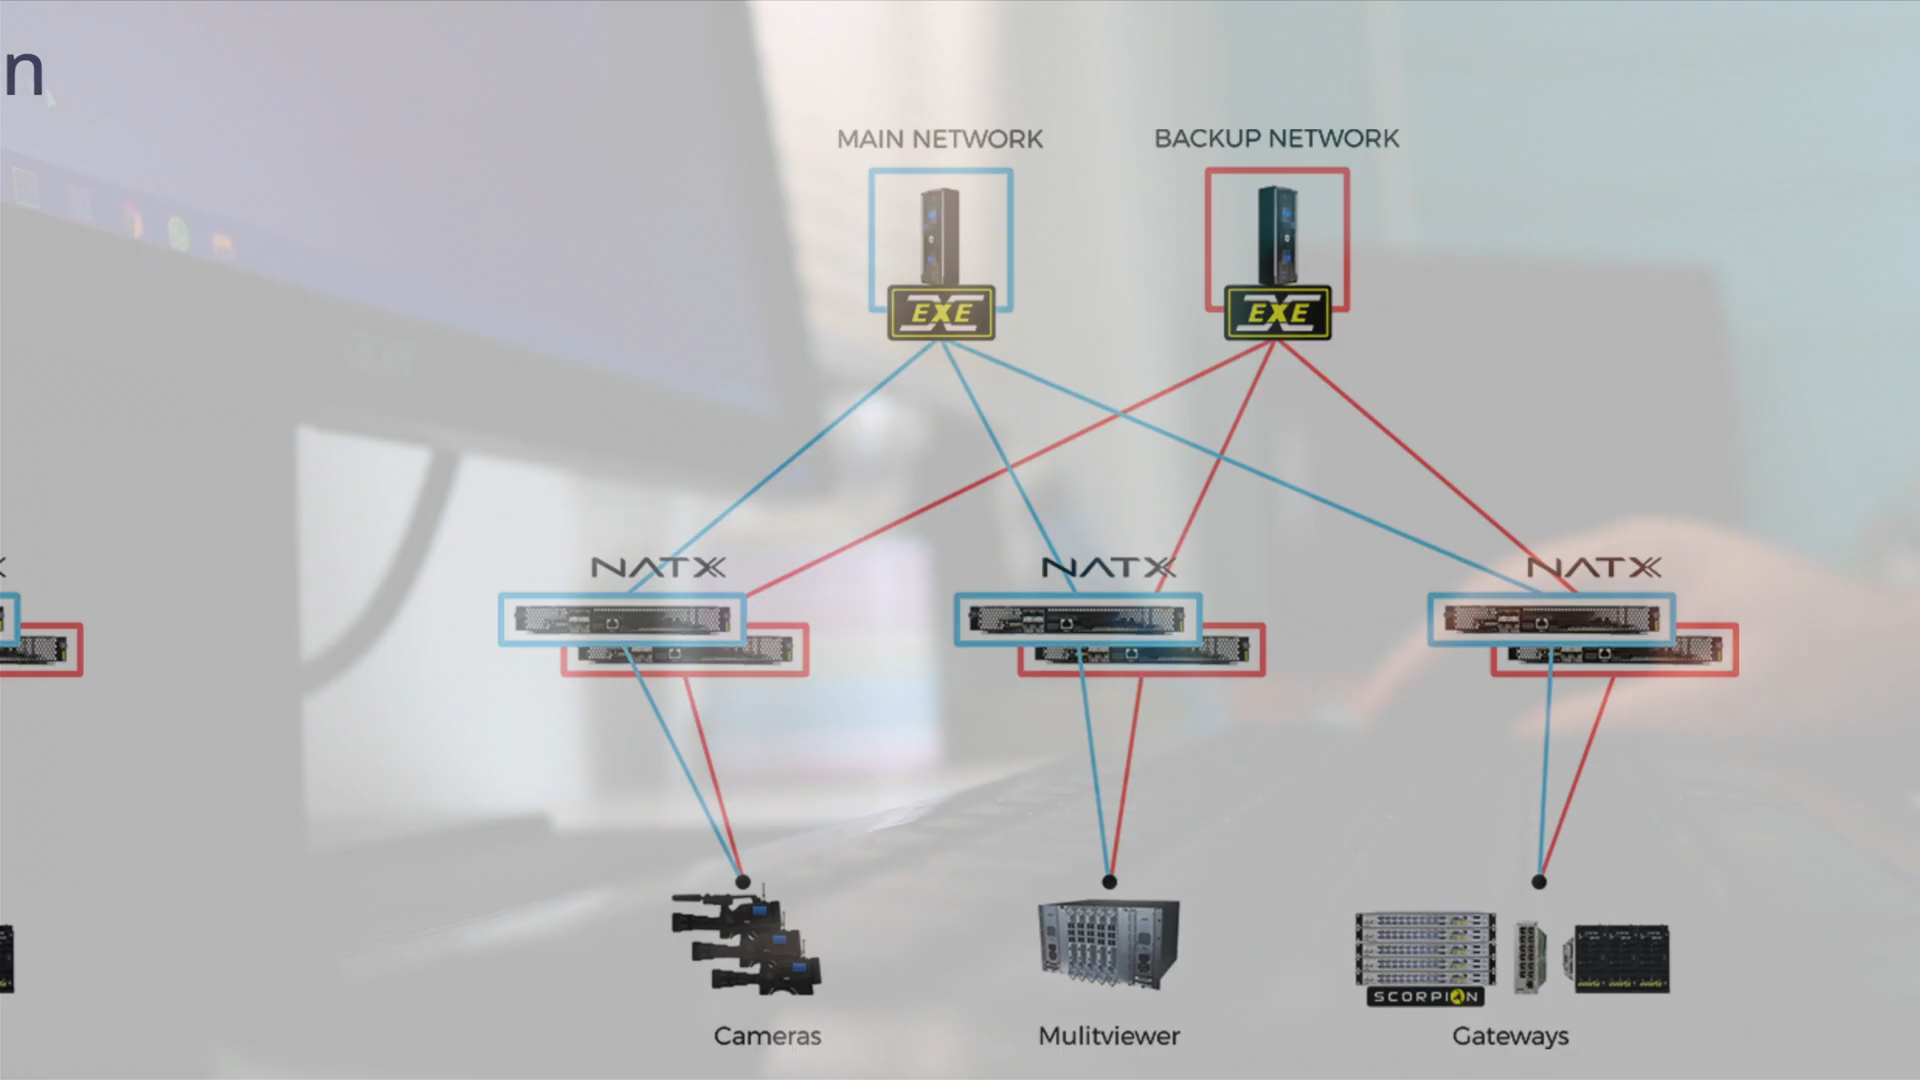 n
MAIN NETWORK
BACKUP NETWORK
EXE
EXE
NATX
NATX
NATX
SCORPION
Cameras
Mulitviewer
Gateways